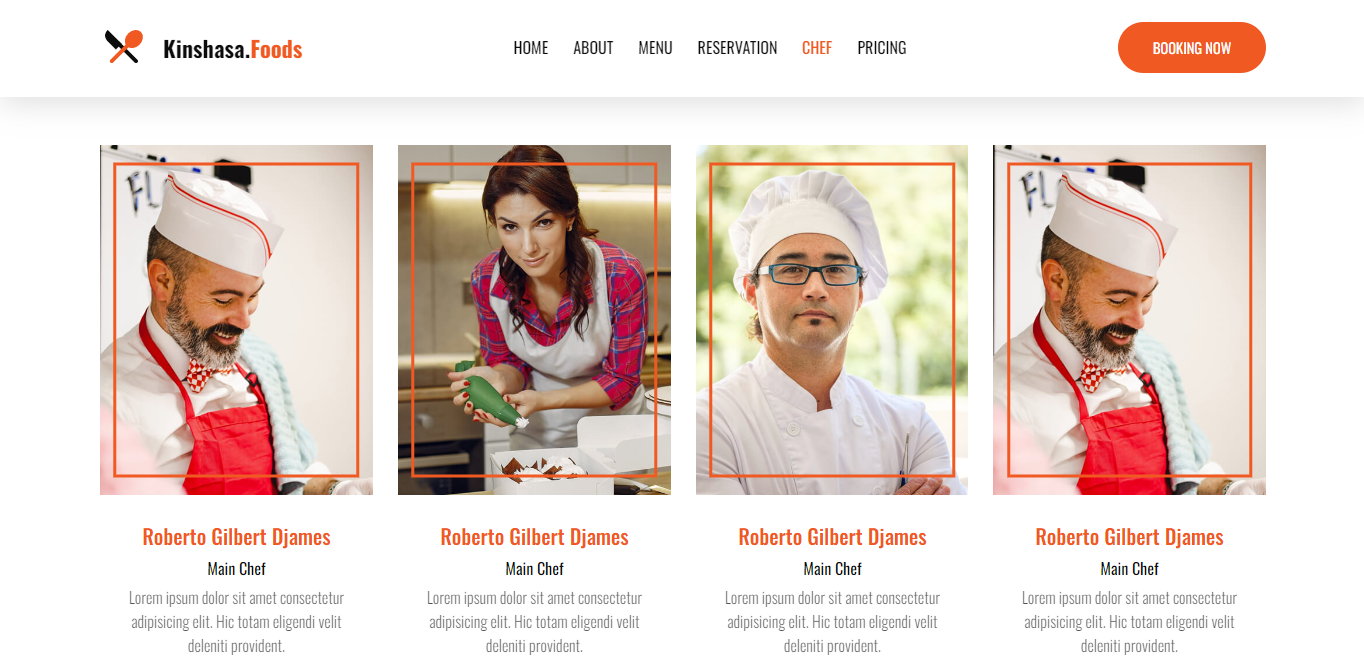 Kinshasa.Foods
HOME ABOUT MENU RESERVATION CHEF PRICING
BOOKING NOW
FL
FL
Roberto Gilbert Djames
Main Chef
Lorem ipsum dolor sit amet consectetur
adipisicing elit. Hic totam eligendi velit
deleniti provident.
Roberto Gilbert Djames
Main Chef
Lorem ipsum dolor sit amet consectetur
adipisicing elit. Hic totam eligendi velit
deleniti provident.
Roberto Gilbert Djames
Main Chef
Lorem ipsum dolor sit amet consectetur
adipisicing elit. Hic totam eligendi velit
deleniti provident.
Roberto Gilbert Djames
Main Chef
Lorem ipsum dolor sit amet consectetur
adipisicing elit. Hic totam eligendi velit
deleniti provident.